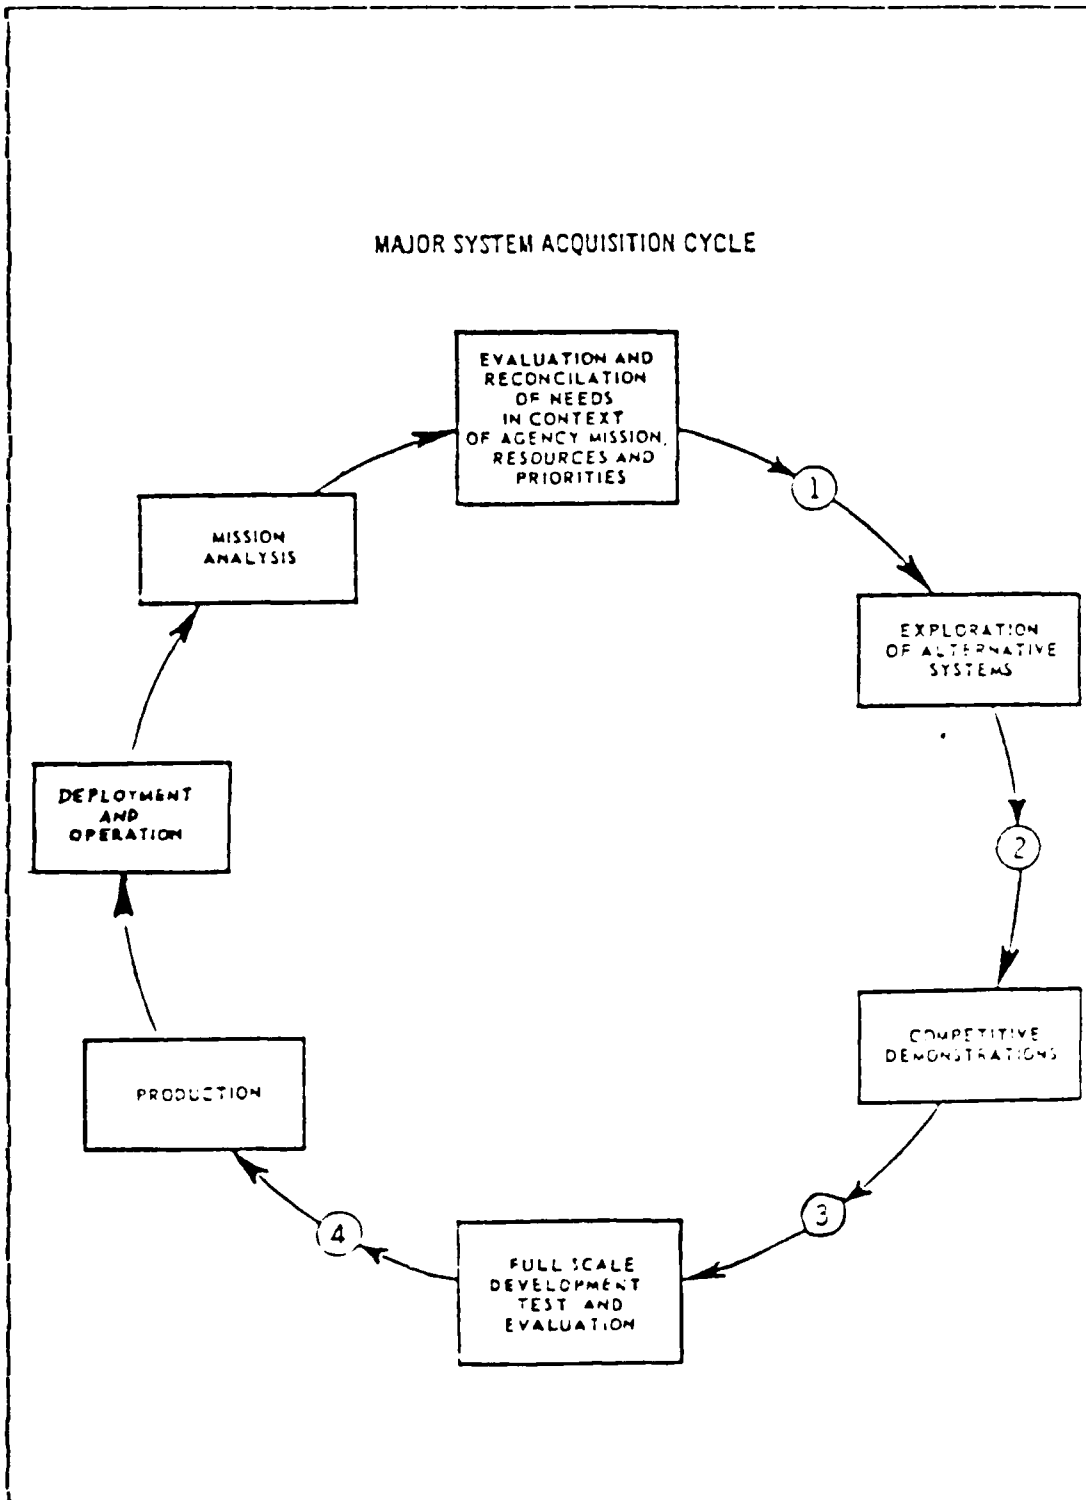 MAJOR SYSTEM ACQUISITION CYCLE
EVALUATION AND
RECONCILATION
OF NEEDS
IN CONTEXT
OF AGENCY MISSION,
RESOURCES AND
PRIORITIES
1
EXPLORATION
OF ALTERNATIVE
SYSTEMS
2
COMPETITIVE
DEMONSTRATIONS
3
FULL SCALE
DEVELOPMENT
TEST AND
EVALUATION
4
PRODUCTION
DEPLOYMENT
AND
OPERATION
MISSION
ANALYSIS